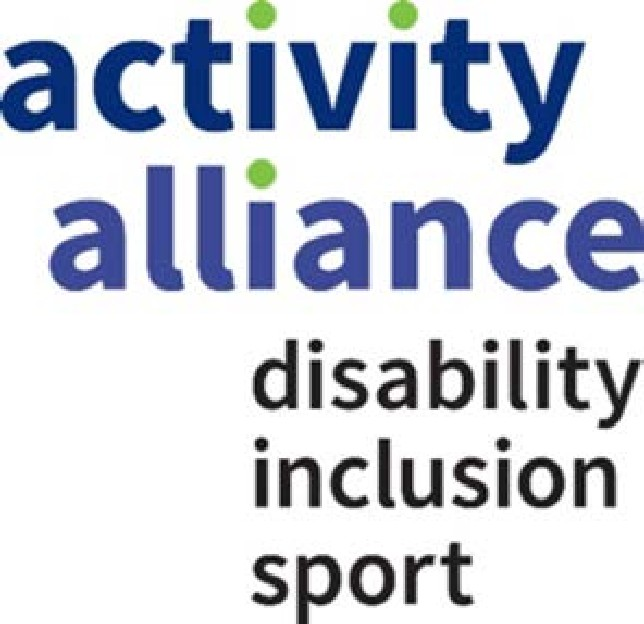 activity
alliance
disability
inclusion
sport